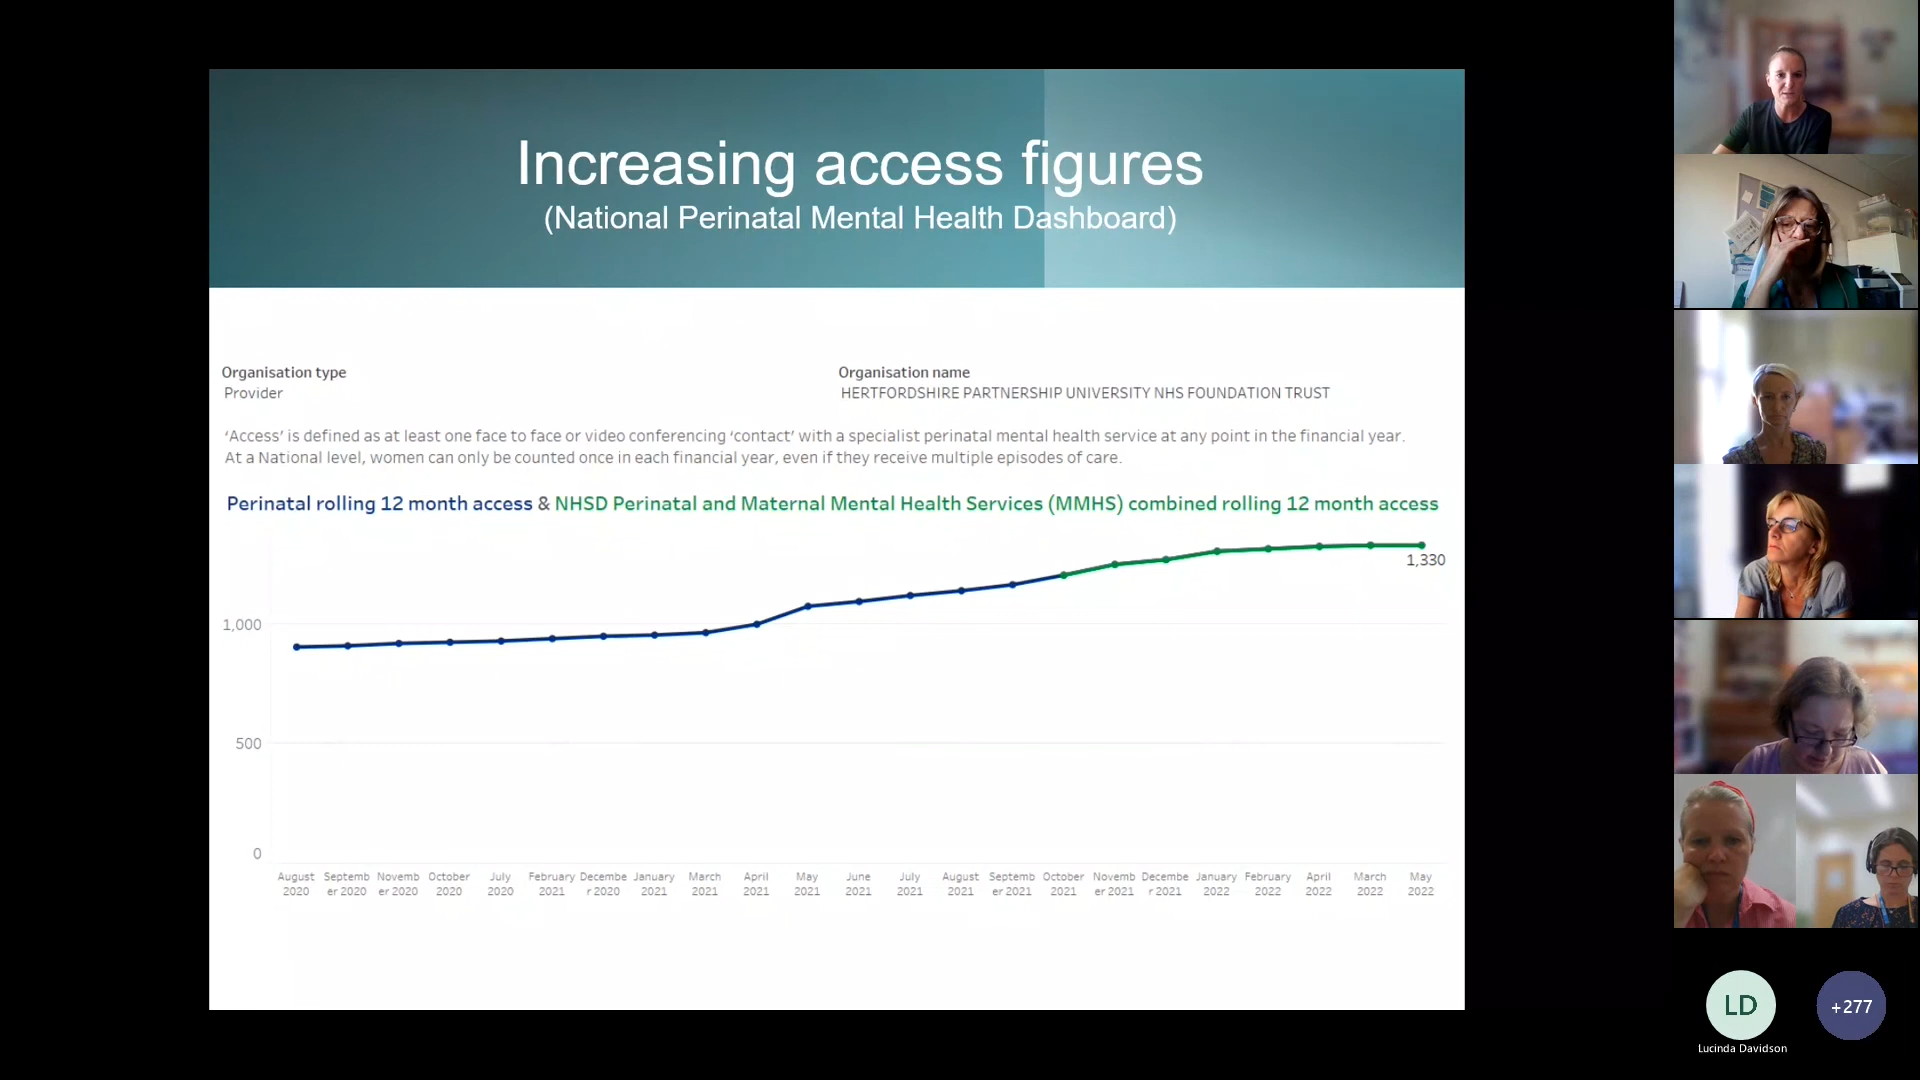 Increasing access figures
(National Perinatal Mental Health Dashboard)
Organisation type
Provider
Organisation name
HERTFORDSHIRE PARTNERSHIP UNIVERSITY NHS FOUNDATION TRUST
‘Access’ is defined as at least one face to face or video conferencing ‘contact’ with a specialist perinatal mental health service at any point in the financial year.
At a National level, women can only be counted once in each financial year, even if they receive multiple episodes of care.
Perinatal rolling 12 month access & NHSD Perinatal and Maternal Mental Health Services (MMHS) combined rolling 12 month access
1,330
1,000
500
0
August Septemb Novemb October July February Decembe January March April May June July August Septemb October Novemb Decembe January February April March May
2020 er 2020 er 2020 2020 2020 2021 r 2020 2021 2021 2021 2021 2021 2021 2021 er 2021 2021 er 2021 r 2021 2022 2022 2022 2022 2022
LD
+277
Lucinda Davidson